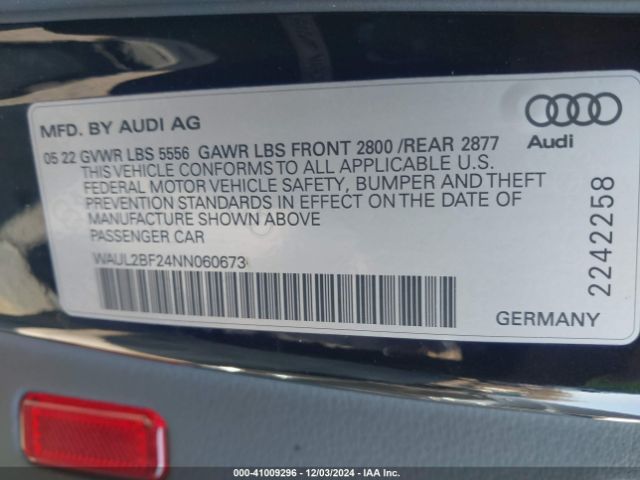 MFD. BY AUDI AG
05 22 GVWR LBS 5556 GAWR LBS FRONT 2800 /REAR 2877
THIS VEHICLE CONFORMS TO ALL APPLICABLE U.S.
FEDERAL MOTOR VEHICLE SAFETY, BUMPER AND THEFT
PREVENTION STANDARDS IN EFFECT ON THE DATE OF
MANUFACTURE SHOWN ABOVE
PASSENGER CAR
WAUL2BF24NN060673
Audi
2242258
GERMANY
000-41009296 - 12/03/2024 - IAA Inc.